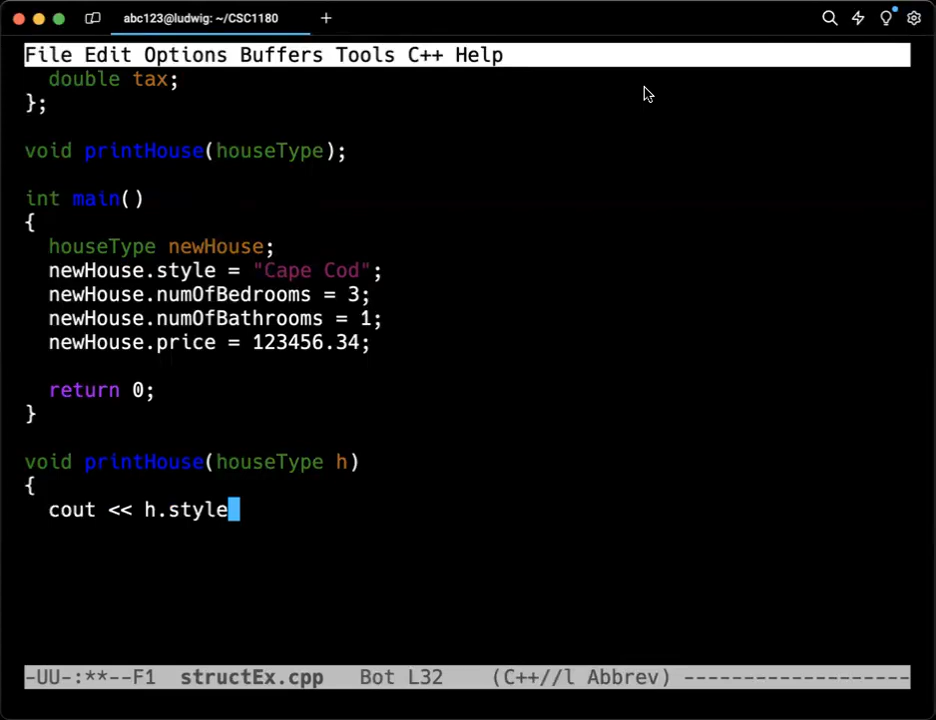 abc123@ludwig: ~/CSC1180
File Edit Options Buffers Tools C++ Help
double tax;
};
void printHouse(houseType);
int main()
{
houseType newHouse;
newHouse.style = "Cape Cod";
newHouse.numOfBedrooms = 3;
newHouse.numOfBathrooms = 1;
newHouse.price = 123456.34;
return 0;
}
void printHouse(houseType h)
{
cout << h.style
-UU-:**--F1  structEx.cpp   Bot L32    (C++//l Abbrev) -------------------